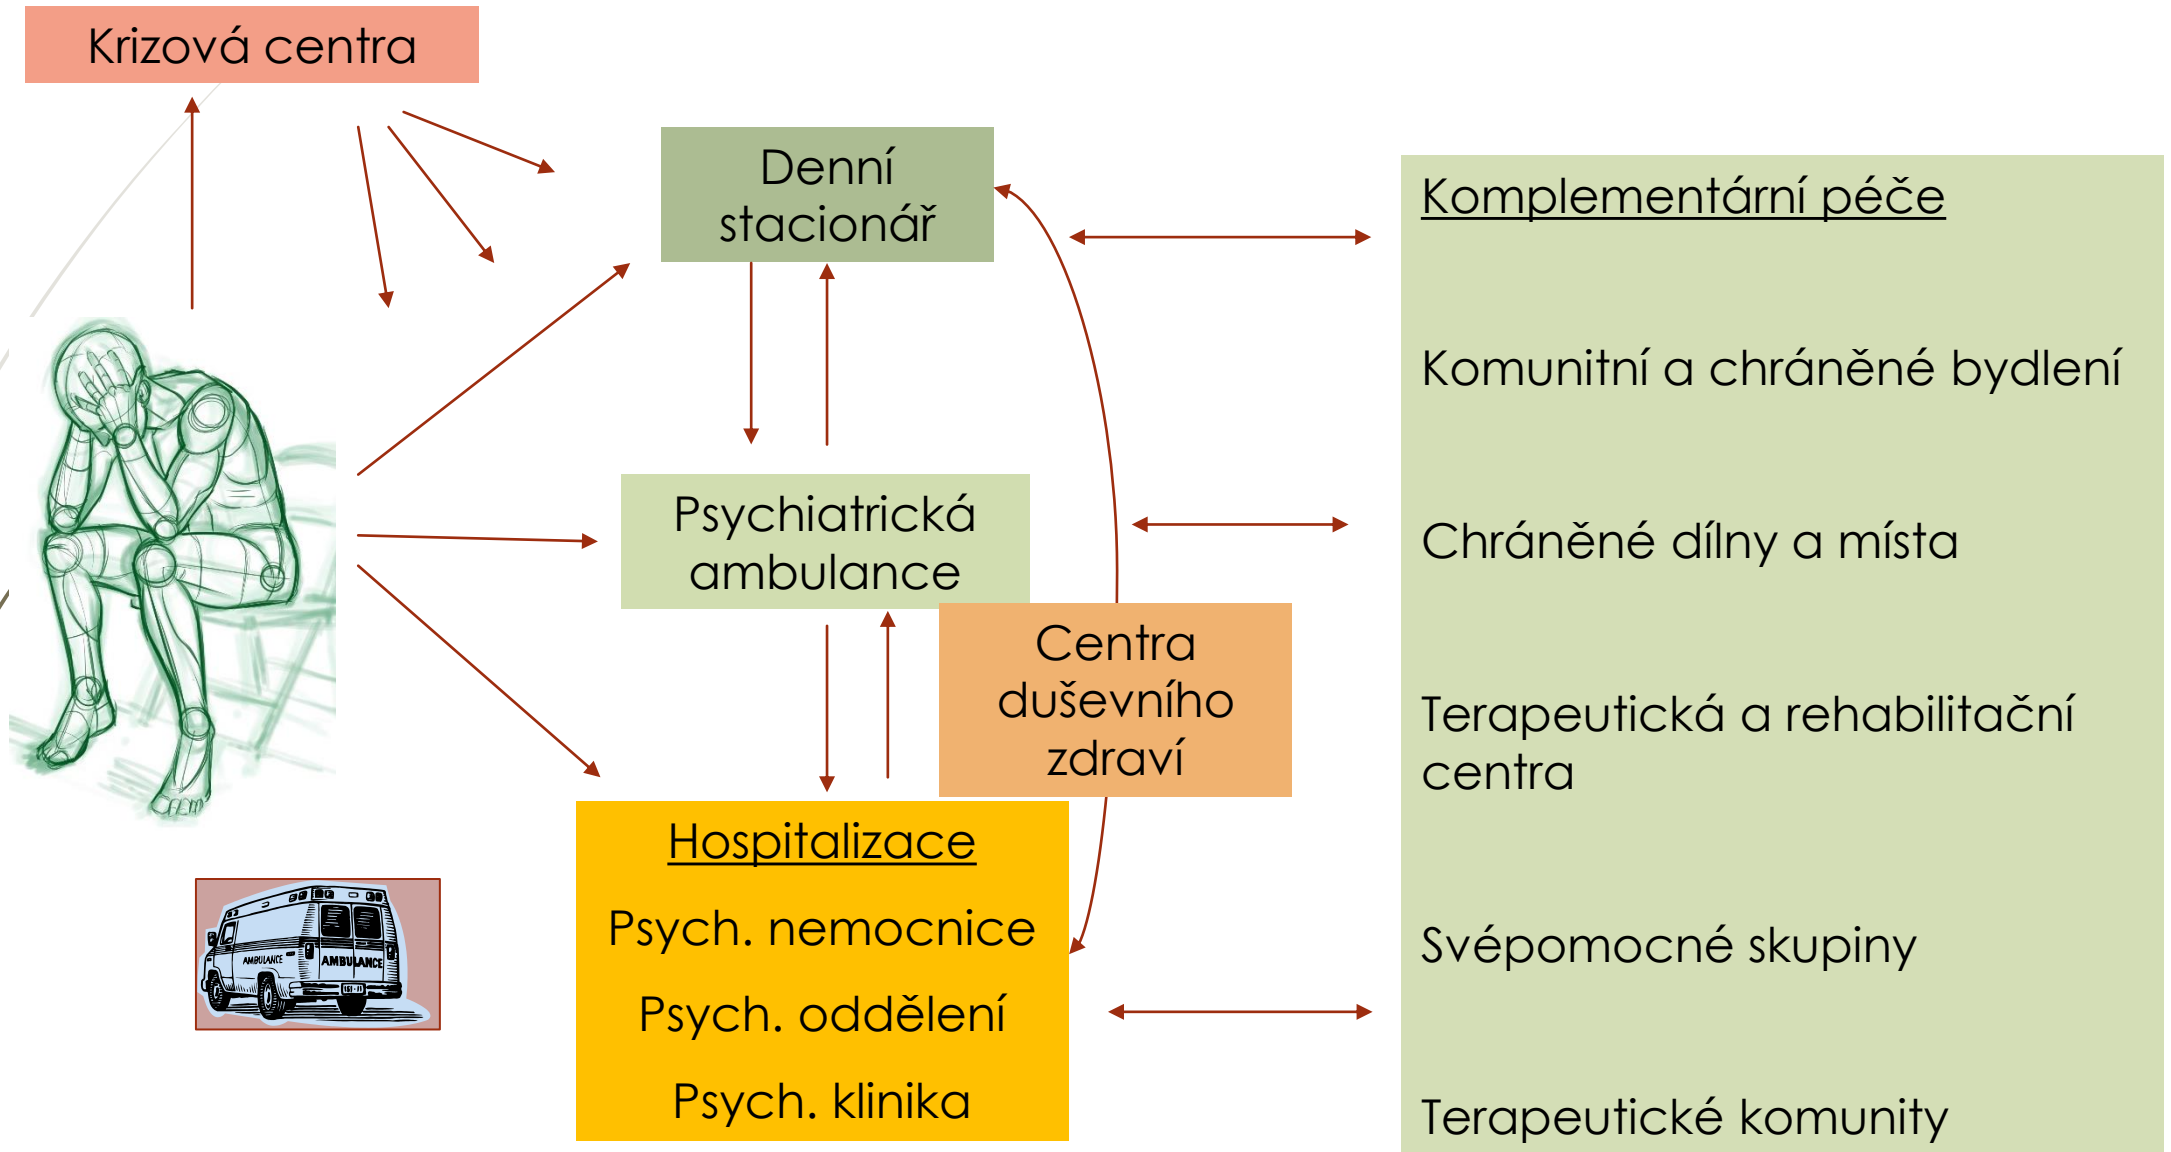 Krizová centra
Denní
stacionář
Psychiatrická
ambulance
Centra
duševního
zdraví
Hospitalizace
Psych. nemocnice
Psych. oddělení
Psych. klinika
AMBULANCE
AMBULANCE
Komplementární péče
Komunitní a chráněné bydlení
Chráněné dílny a místa
Terapeutická a rehabilitační
centra
Svépomocné skupiny
Terapeutické komunity